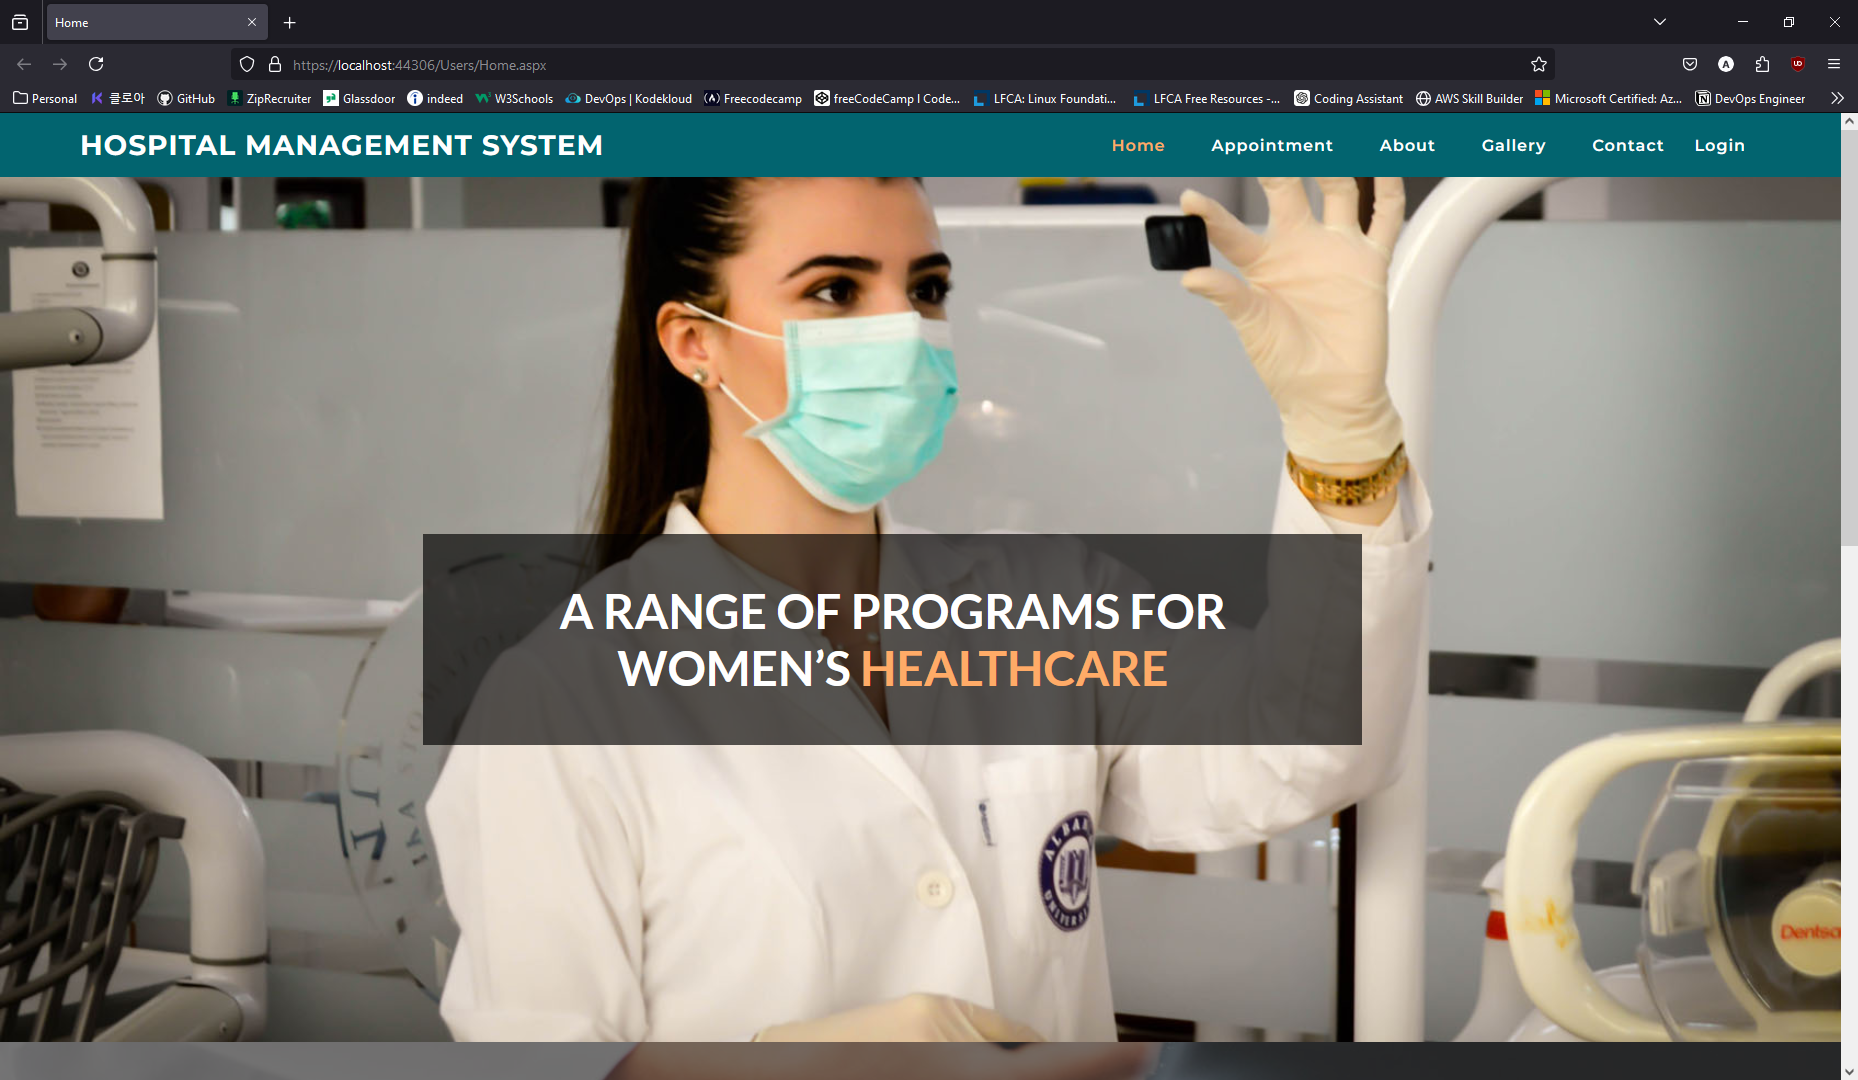 Home
https://localhost:44306/Users/Home.aspx
Personal
클로아
GitHub
ZipRecruiter
Glassdoor
indeed
W3Schools
DevOps | Kodekloud
Freecodecamp
freeCodeCamp I Code...
LFCA: Linux Foundati...
LFCA Free Resources -...
Coding Assistant
AWS Skill Builder
Microsoft Certified: Az...
DevOps Engineer
HOSPITAL MANAGEMENT SYSTEM
Home
Appointment
About
Gallery
Contact
Login
A RANGE OF PROGRAMS FOR
WOMEN’S HEALTHCARE